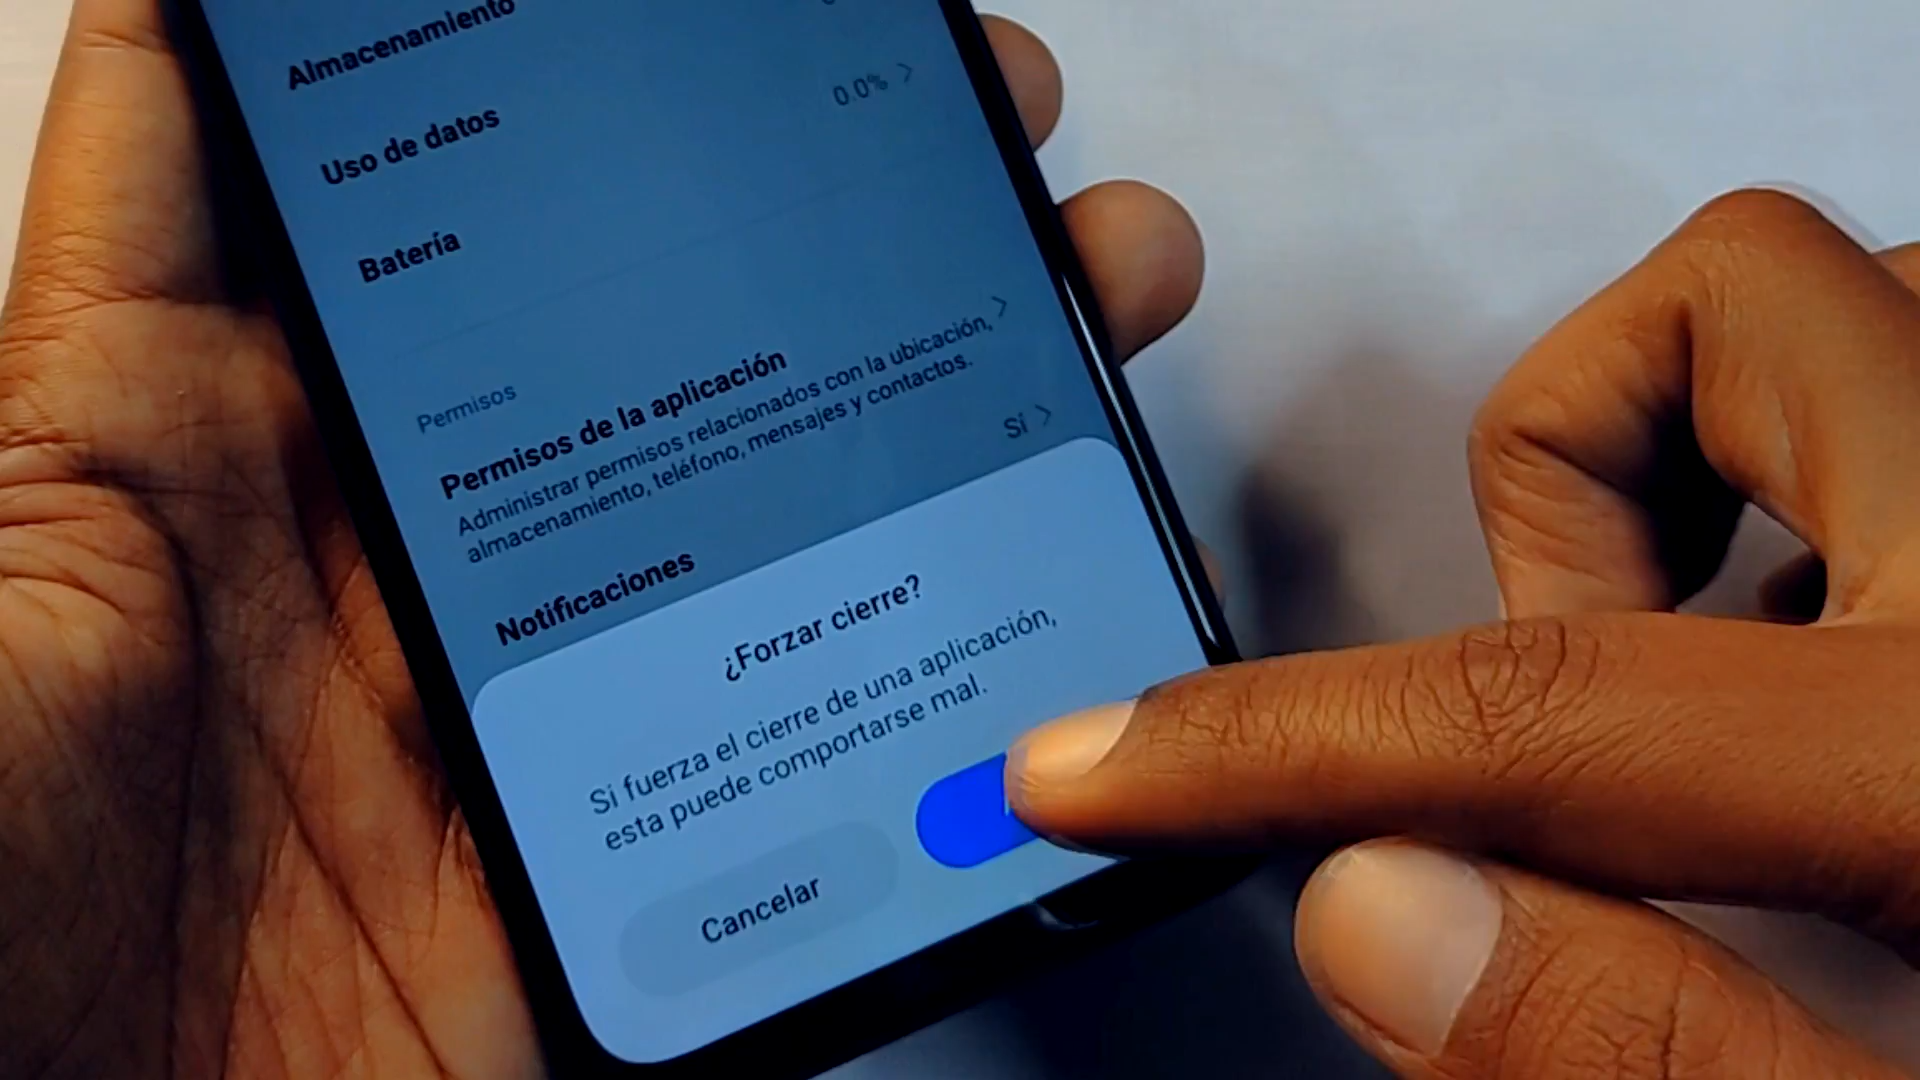 Almacenamiento
Uso de datos
0.0%
Batería
Permisos
Permisos de la aplicación
Administrar permisos relacionados con la ubicación,
almacenamiento, teléfono, mensajes y contactos.
Notificaciones
Sí
¿Forzar cierre?
Si fuerza el cierre de una aplicación,
esta puede comportarse mal.
Cancelar